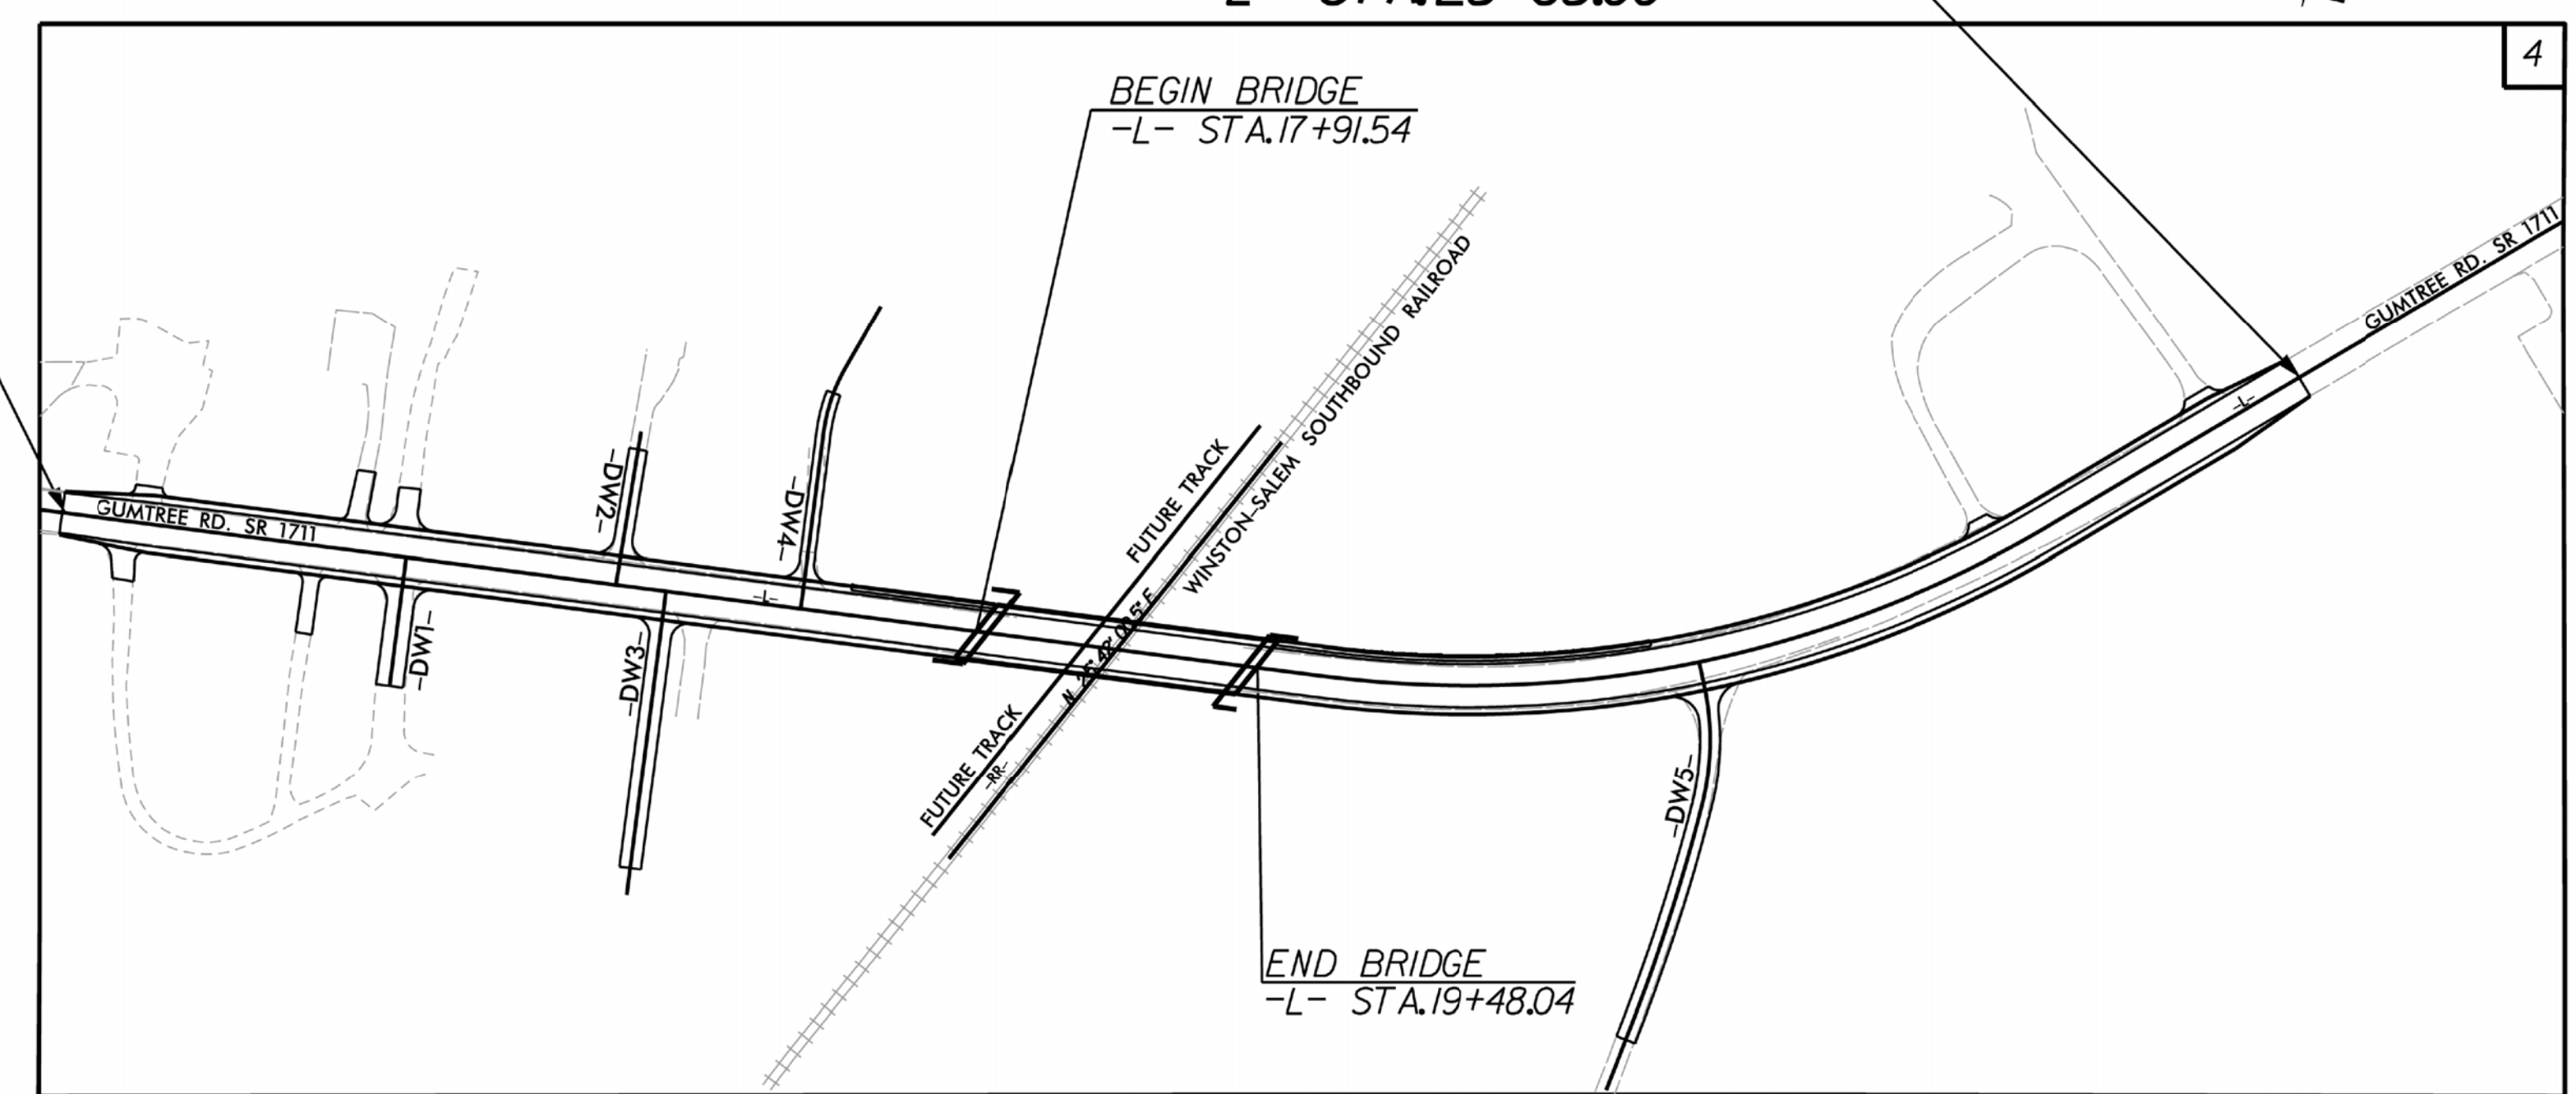 4
BEGIN BRIDGE
-L- STA.17+91.54
GUMTREE RD. SR 1711
WINSTON-SALEM SOUTHBOUND RAILROAD
FUTURE TRACK
-DW2-
-DW4-
GUMTREE RD. SR 1711
-L-
-L-
-DW1-
-DW3-
FUTURE TRACK
-RR-
-DW5-
END BRIDGE
-L- STA.19+48.04